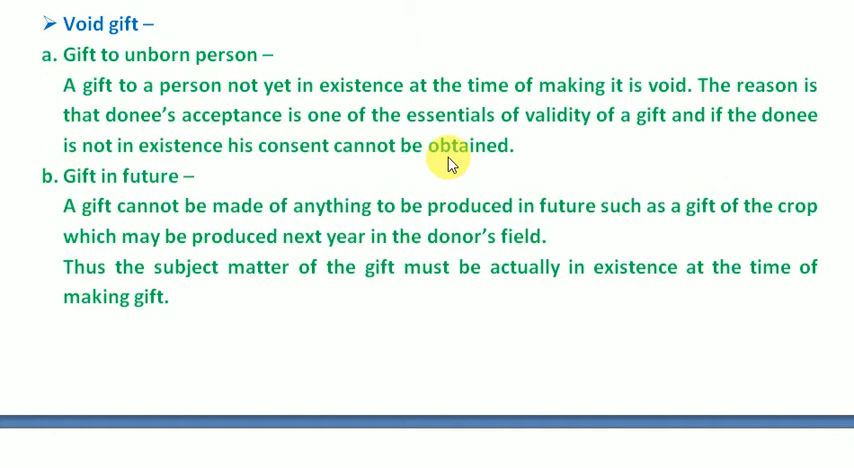 ➢ Void gift –
a. Gift to unborn person –
A gift to a person not yet in existence at the time of making it is void. The reason is
that donee's acceptance is one of the essentials of validity of a gift and if the donee
is not in existence his consent cannot be obtained.
b. Gift in future –
A gift cannot be made of anything to be produced in future such as a gift of the crop
which may be produced next year in the donor's field.
Thus the subject matter of the gift must be actually in existence at the time of
making gift.